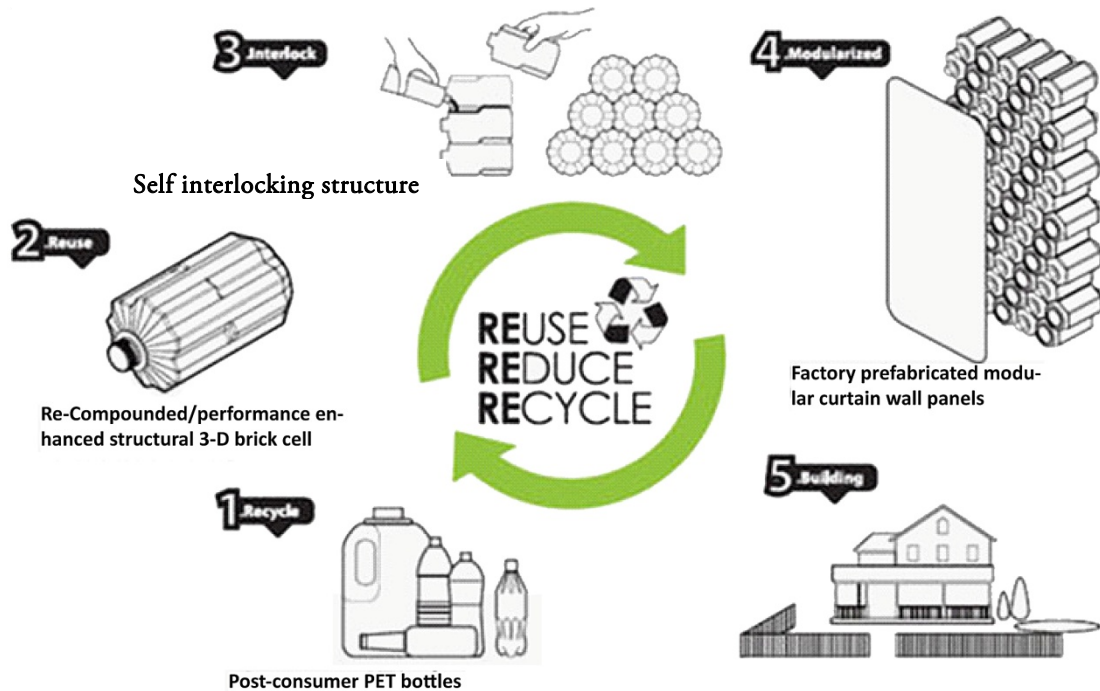 3.Interlock
4.Modularized
Self interlocking structure
2.Reuse
REUSE
REDUCE
RECYCLE
Re-Compounded/performance en-
hanced structural 3-D brick cell
Factory prefabricated modu-
lar curtain wall panels
1.Recycle
5.Building
Post-consumer PET bottles